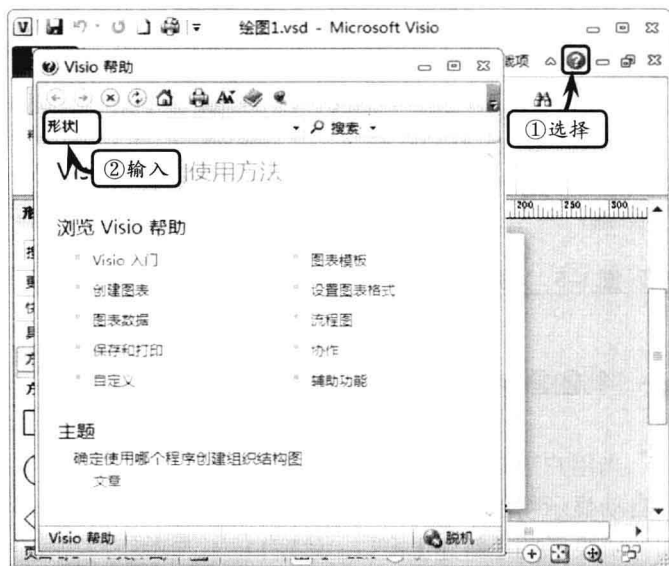 绘图1.vsd - Microsoft Visio
Visio 帮助
项
①选择
形状
搜索
②输入
使用方法
浏览 Visio 帮助
Visio 入门
图表模板
创建图表
设置图表格式
图表数据
流程图
保存和打印
协作
自定义
辅助功能
主题
确定使用哪个程序创建组织结构图
文章
Visio 帮助
脱机
200
250
300